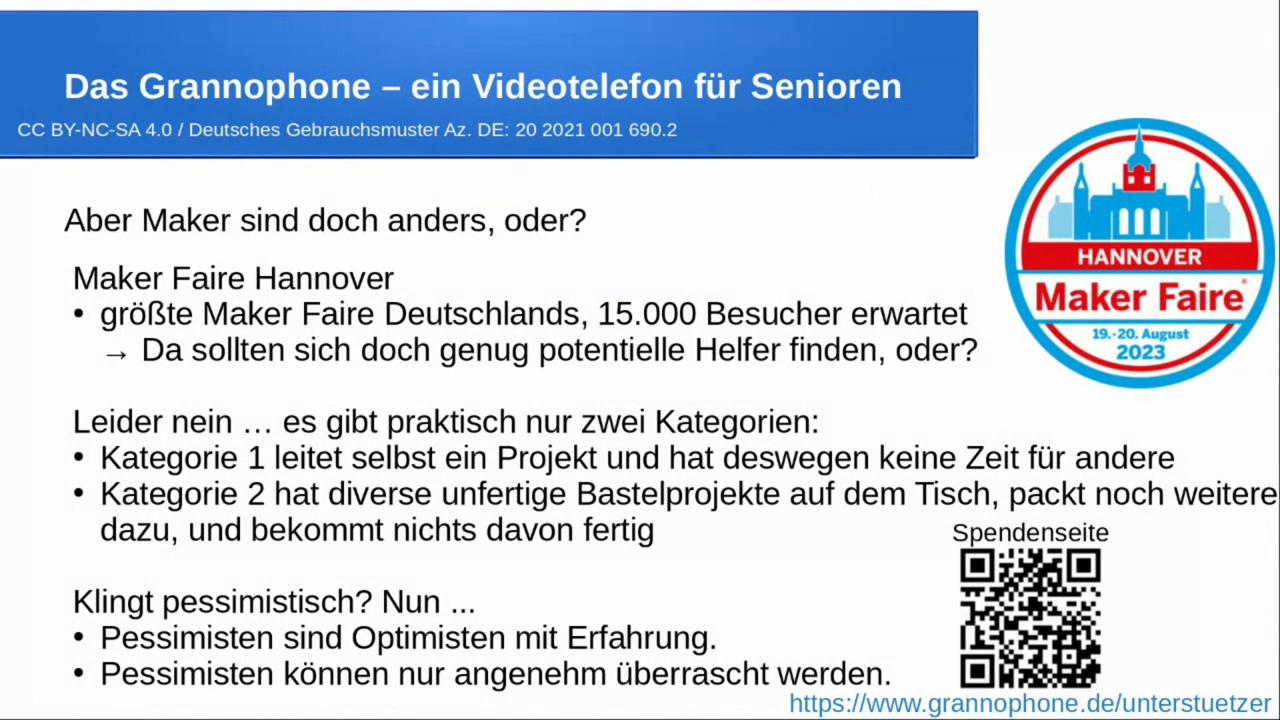 Das Grannophone – ein Videotelefon für Senioren
CC BY-NC-SA 4.0 / Deutsches Gebrauchsmuster Az. DE: 20 2021 001 690.2
Aber Maker sind doch anders, oder?
Maker Faire Hannover
• größte Maker Faire Deutschlands, 15.000 Besucher erwartet
→ Da sollten sich doch genug potentielle Helfer finden, oder?
HANNOVER
Maker Faire®
19.-20. August
2023
Leider nein … es gibt praktisch nur zwei Kategorien:
• Kategorie 1 leitet selbst ein Projekt und hat deswegen keine Zeit für andere
• Kategorie 2 hat diverse unfertige Bastelprojekte auf dem Tisch, packt noch weitere
dazu, und bekommt nichts davon fertig
Spendenseite
Klingt pessimistisch? Nun ...
• Pessimisten sind Optimisten mit Erfahrung.
• Pessimisten können nur angenehm überrascht werden.
https://www.grannophone.de/unterstuetzer